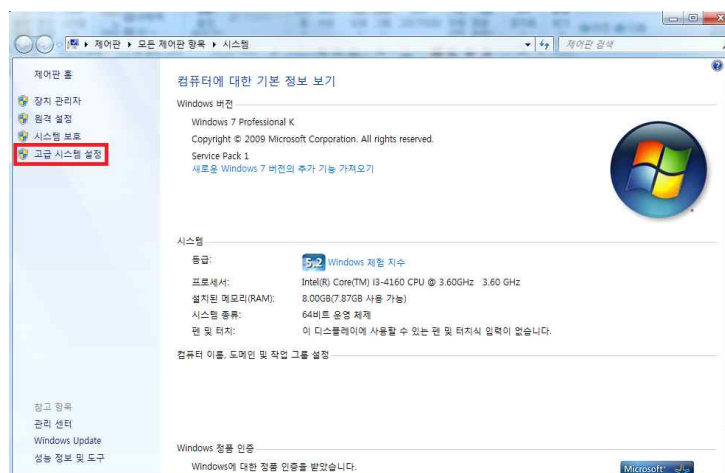 제어판 ▸ 모든 제어판 항목 ▸ 시스템
제어판 검색
제어판 홈
장치 관리자
원격 설정
시스템 보호
고급 시스템 설정
참고 항목
관리 센터
Windows Update
성능 정보 및 도구
컴퓨터에 대한 기본 정보 보기
Windows 버전
Windows 7 Professional K
Copyright © 2009 Microsoft Corporation. All rights reserved.
Service Pack 1
새로운 Windows 7 버전의 추가 기능 가져오기
시스템
등급: 5,2 Windows 체험 지수
프로세서: Intel(R) Core(TM) i3-4160 CPU @ 3.60GHz 3.60 GHz
설치된 메모리(RAM): 8.00GB(7.87GB 사용 가능)
시스템 종류: 64비트 운영 체제
펜 및 터치: 이 디스플레이에 사용할 수 있는 펜 및 터치식 입력이 없습니다.
컴퓨터 이름, 도메인 및 작업 그룹 설정
Windows 정품 인증
Windows에 대한 정품 인증을 받았습니다.
Microsoft